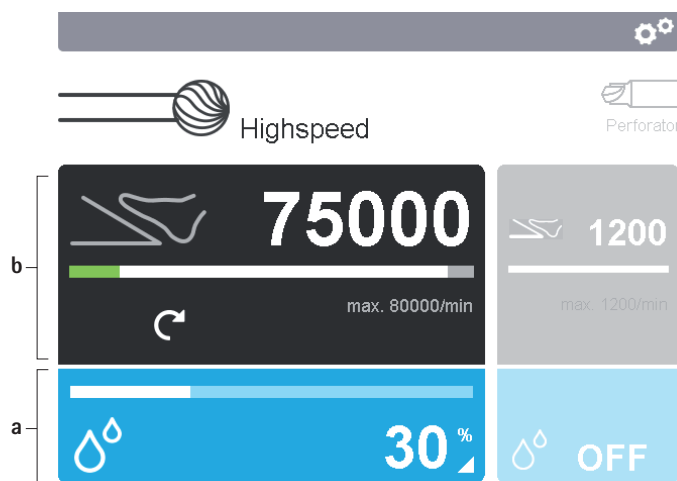 Highspeed
Perforator
b
75000
1200
max. 80000/min
max. 1200/min
a
30 %
OFF